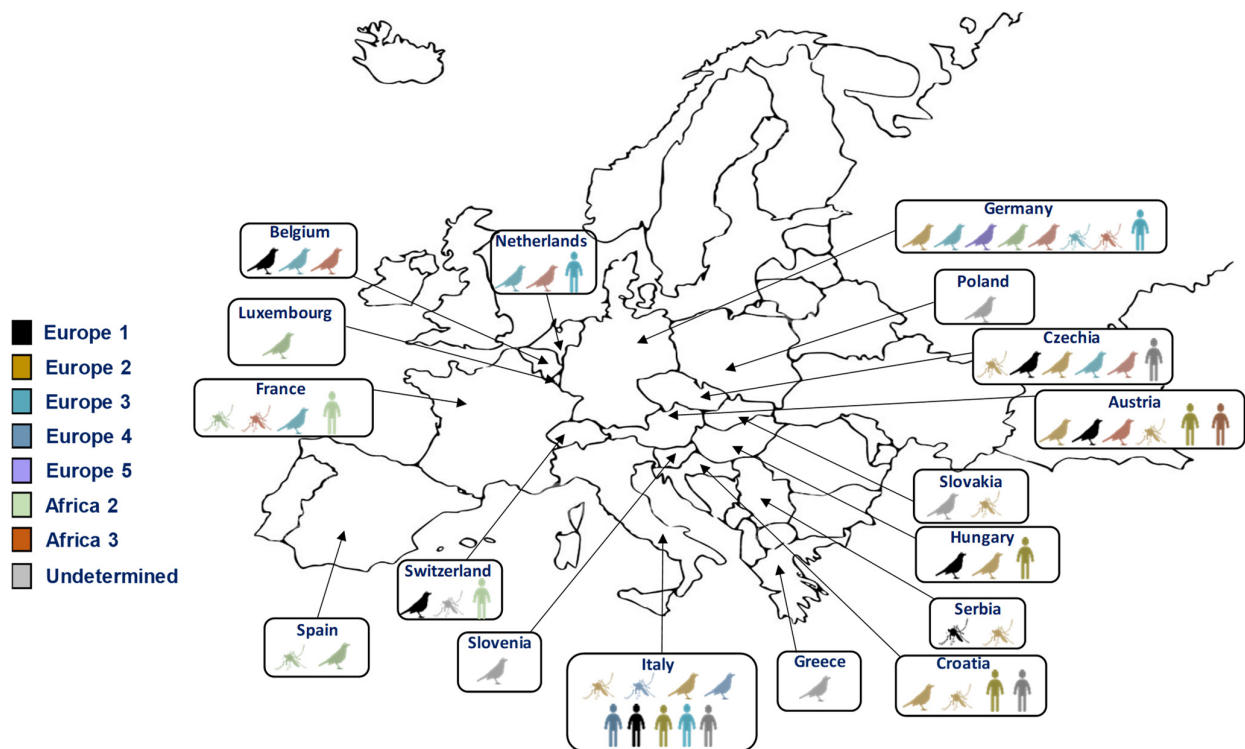 Germany
Belgium
Netherlands
Poland
Luxembourg
Europe 1
Czechia
Europe 2
France
Europe 3
Austria
Europe 4
Europe 5
Slovakia
Africa 2
Africa 3
Hungary
Undetermined
Switzerland
Serbia
Spain
Slovenia
Italy
Greece
Croatia